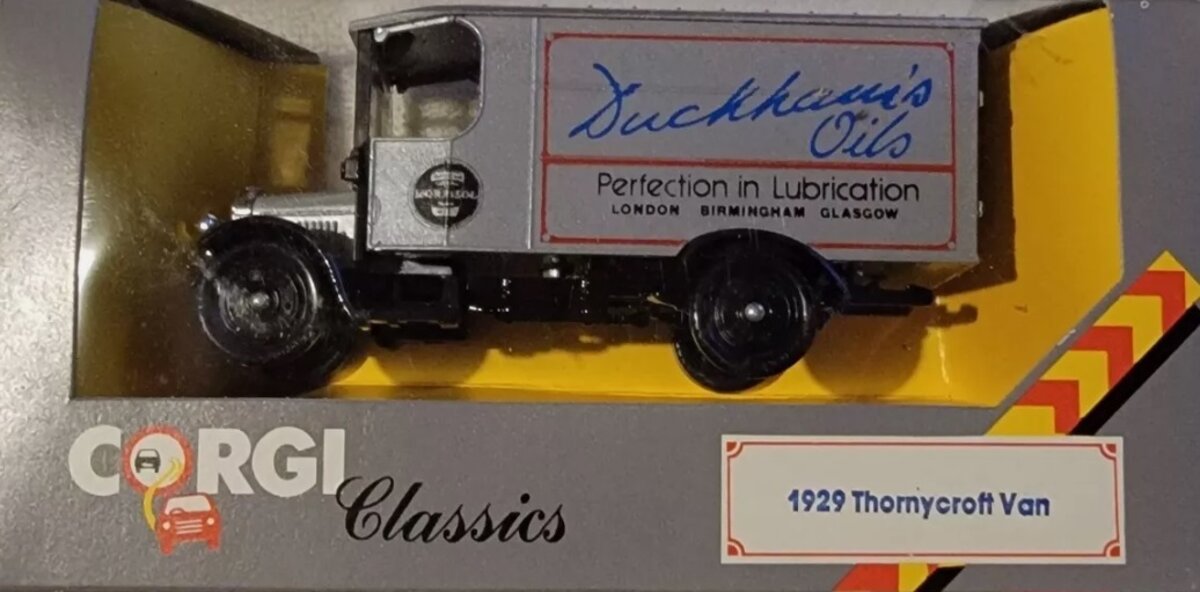 Duckham's
Oils
Perfection in Lubrication
LONDON BIRMINGHAM GLASGOW
CORGI
Classics
1929 Thornycroft Van